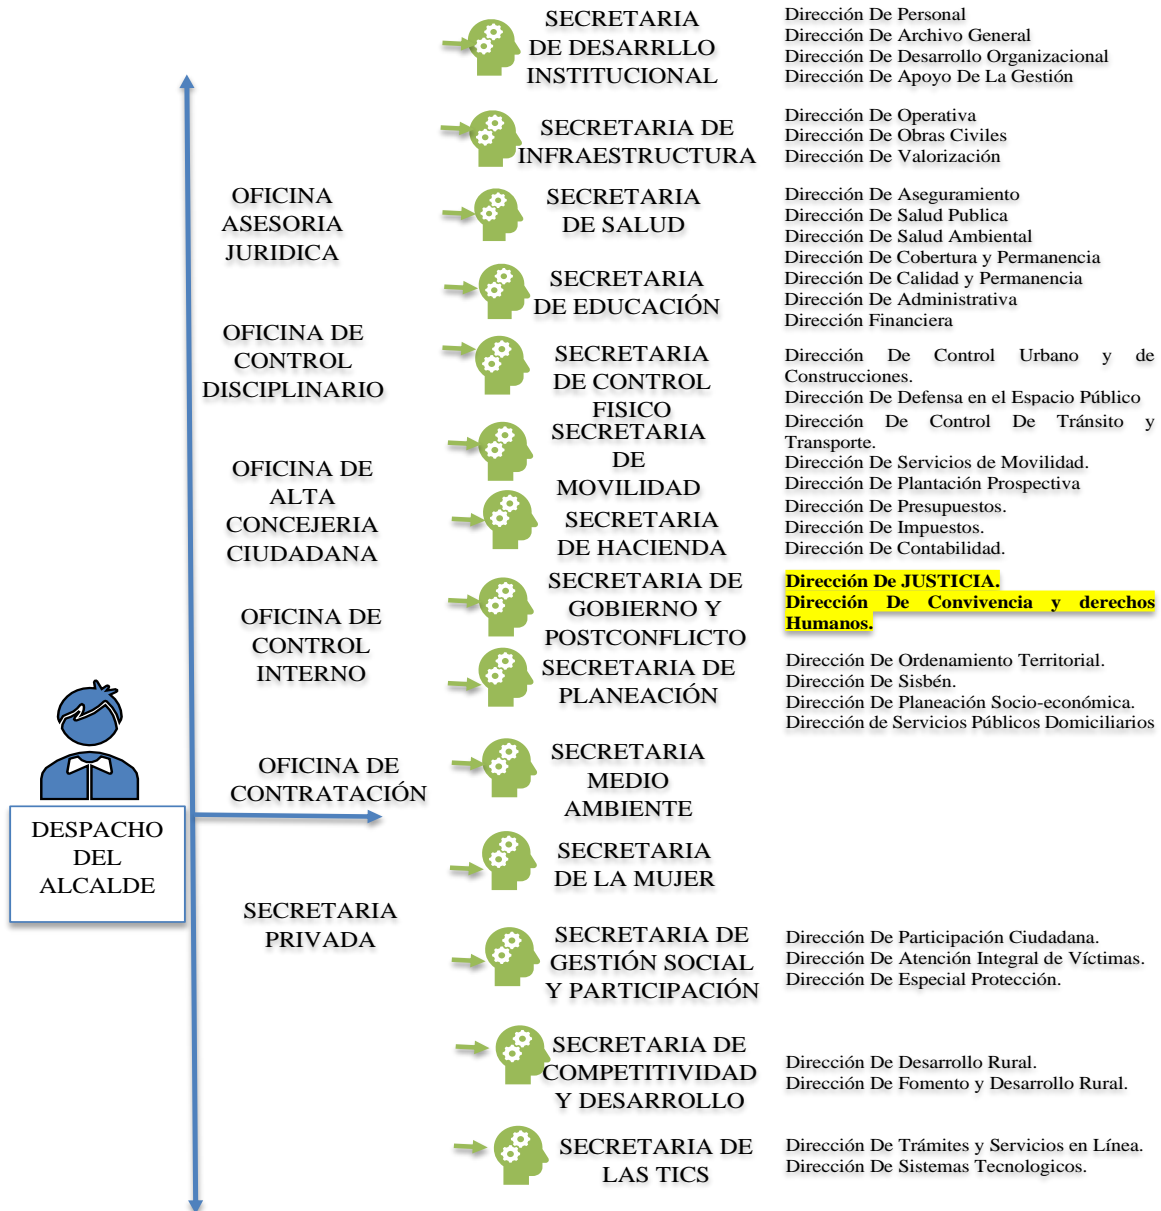 DESPACHO
DEL
ALCALDE
OFICINA
ASESORIA
JURIDICA
OFICINA DE
CONTROL
DISCIPLINARIO
OFICINA DE
ALTA
CONCEJERIA
CIUDADANA
OFICINA DE
CONTROL
INTERNO
OFICINA DE
CONTRATACIÓN
SECRETARIA
PRIVADA
SECRETARIA
DE DESARRLLO
INSTITUCIONAL
Dirección De Personal
Dirección De Archivo General
Dirección De Desarrollo Organizacional
Dirección De Apoyo De La Gestión
SECRETARIA DE
INFRAESTRUCTURA
Dirección De Operativa
Dirección De Obras Civiles
Dirección De Valorización
SECRETARIA
DE SALUD
Dirección De Aseguramiento
Dirección De Salud Publica
Dirección De Salud Ambiental
SECRETARIA
DE EDUCACIÓN
Dirección De Cobertura y Permanencia
Dirección De Calidad y Permanencia
Dirección De Administrativa
Dirección Financiera
SECRETARIA
DE CONTROL
FISICO
Dirección De Control Urbano y de
Construcciones.
Dirección De Defensa en el Espacio Público
SECRETARIA
DE
MOVILIDAD
Dirección De Control De Tránsito y
Transporte.
Dirección De Servicios de Movilidad.
Dirección De Plantación Prospectiva
SECRETARIA
DE HACIENDA
Dirección De Presupuestos.
Dirección De Impuestos.
Dirección De Contabilidad.
SECRETARIA DE
GOBIERNO Y
POSTCONFLICTO
Dirección De JUSTICIA.
Dirección De Convivencia y derechos
Humanos.
SECRETARIA DE
PLANEACIÓN
Dirección De Ordenamiento Territorial.
Dirección De Sisbén.
Dirección De Planeación Socio-económica.
Dirección de Servicios Públicos Domiciliarios
SECRETARIA
MEDIO
AMBIENTE
SECRETARIA
DE LA MUJER
SECRETARIA DE
GESTIÓN SOCIAL
Y PARTICIPACIÓN
Dirección De Participación Ciudadana.
Dirección De Atención Integral de Víctimas.
Dirección De Especial Protección.
SECRETARIA DE
COMPETITIVIDAD
Y DESARROLLO
Dirección De Desarrollo Rural.
Dirección De Fomento y Desarrollo Rural.
SECRETARIA DE
LAS TICS
Dirección De Trámites y Servicios en Línea.
Dirección De Sistemas Tecnologicos.